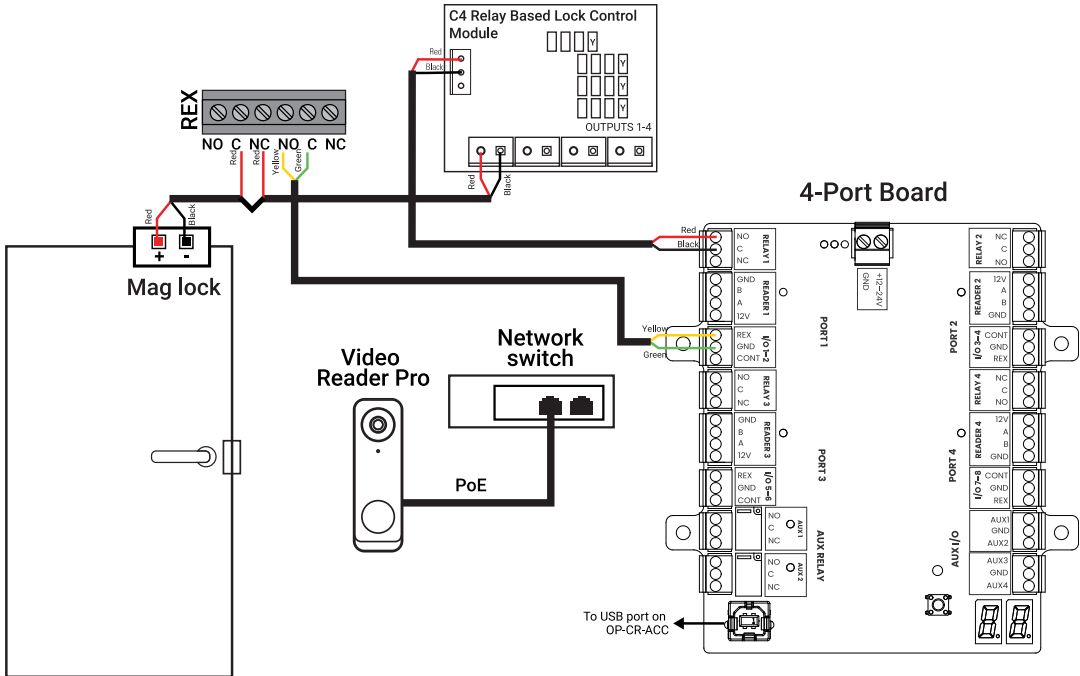 C4 Relay Based Lock Control
Module
Y
Y
Y
Y
Red
Black
OUTPUTS 1-4
Red
Black
REX
NO C NC NO C NC
Red
Red
Yellow
Green
Red
Black
+ -
Mag lock
Video
Reader Pro
Network
switch
PoE
4-Port Board
Red
Black
Yellow
Green
NO
C
NC
RELAY 1
GND
B
A
12V
READER 1
REX
GND
CONT
I/O 1-2
NO
C
NC
RELAY 3
GND
B
A
12V
READER 3
REX
GND
CONT
I/O 5-6
NO
C
NC
AUX 1
NO
C
NC
AUX 2
AUX RELAY
PORT 1
PORT 3
+12-24V
GND
NC
C
NO
RELAY 2
12V
A
B
GND
READER 2
PORT 2
CONT
GND
REX
I/O 3-4
NC
C
NO
RELAY 4
12V
A
B
GND
READER 4
PORT 4
CONT
GND
REX
I/O 7-8
AUX1
GND
AUX2
AUX3
GND
AUX4
AUX I/O
8.8.
To USB port on
OP-CR-ACC